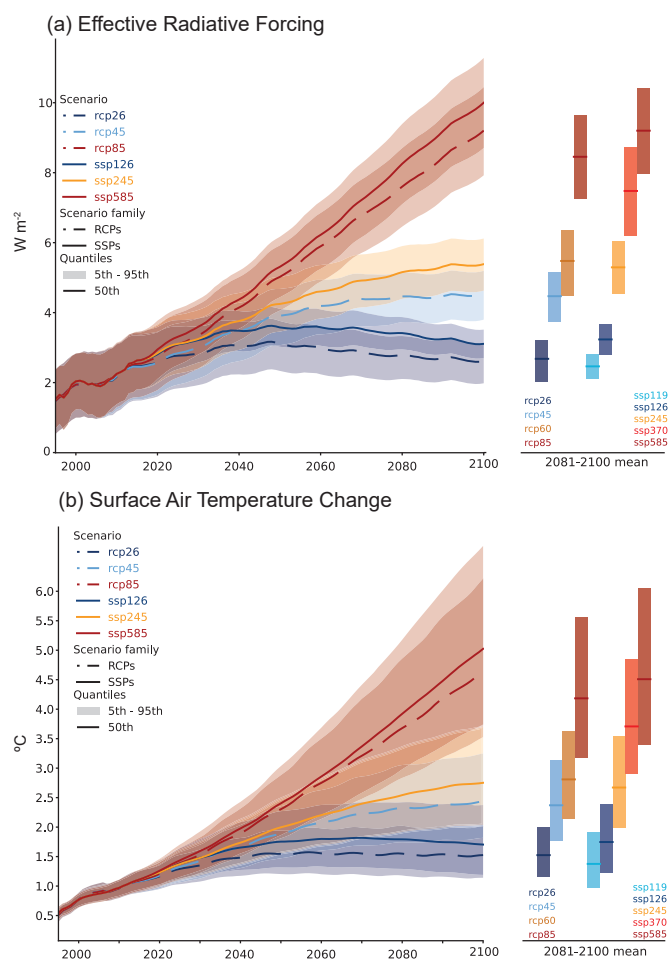 (a) Effective Radiative Forcing
W m-2
10
8
6
4
2
0
Scenario
rcp26
rcp45
rcp85
ssp126
ssp245
ssp585
Scenario family
RCPs
SSPs
Quantiles
5th - 95th
50th
2000
2020
2040
2060
2080
2100
rcp26
rcp45
rcp60
rcp85
ssp119
ssp126
ssp245
ssp370
ssp585
2081–2100 mean
(b) Surface Air Temperature Change
ºC
6.0
5.0
4.5
4.0
3.5
3.0
2.5
2.0
1.5
1.0
0.5
Scenario
rcp26
rcp45
rcp85
ssp126
ssp245
ssp585
Scenario family
RCPs
SSPs
Quantiles
5th - 95th
50th
2000
2020
2040
2060
2080
2100
rcp26
rcp45
rcp60
rcp85
ssp119
ssp126
ssp245
ssp370
ssp585
2081-2100 mean